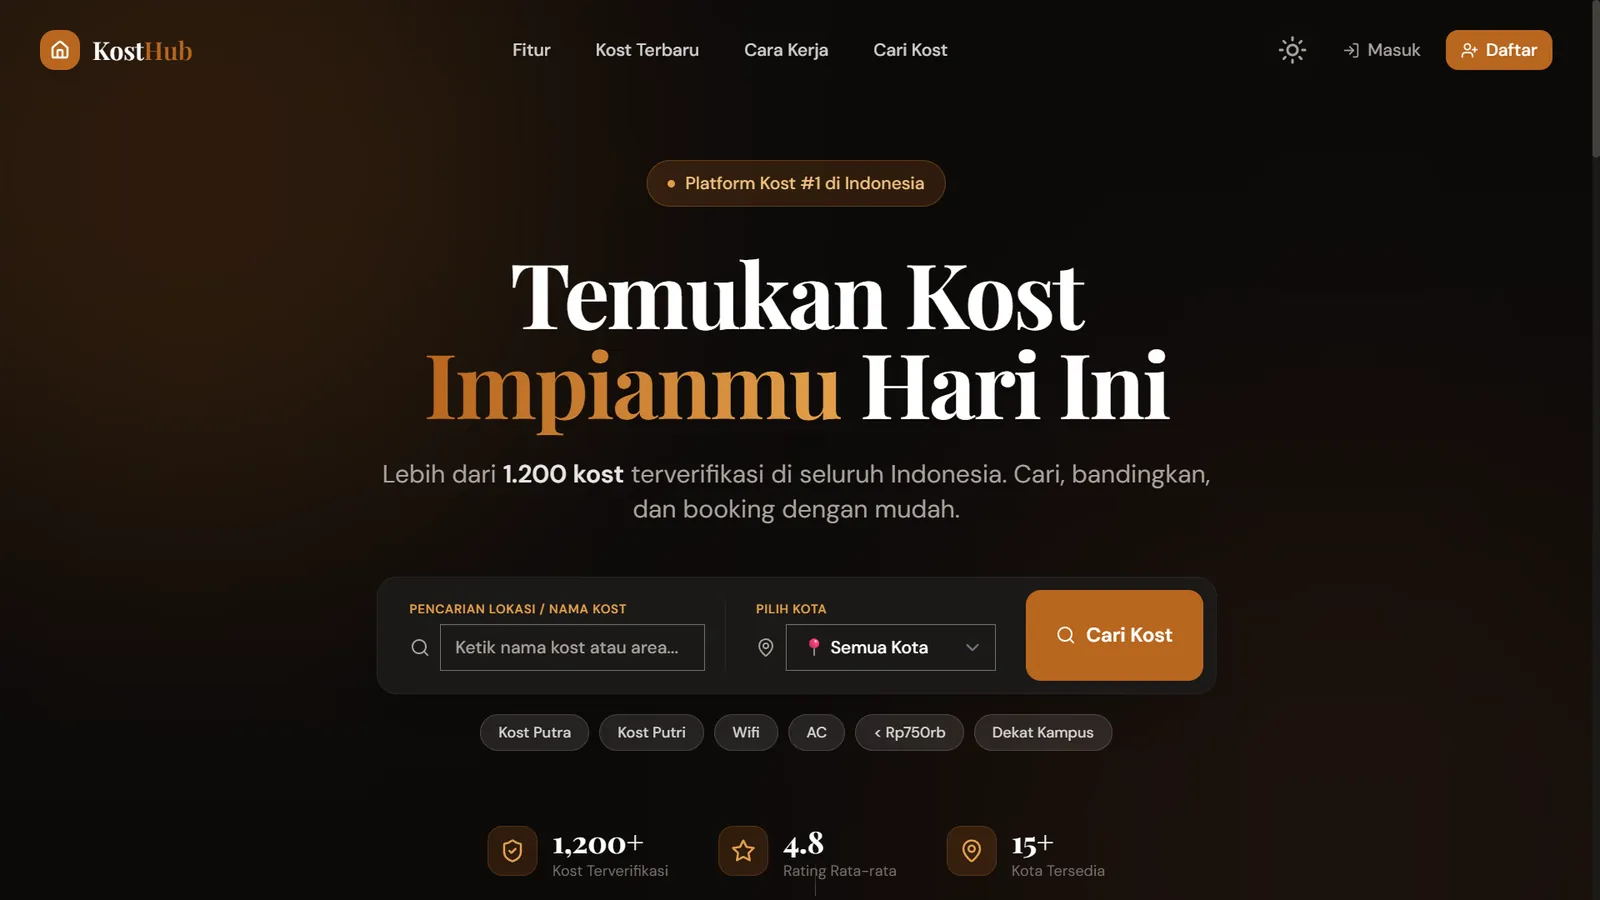 KostHub
Fitur
Kost Terbaru
Cara Kerja
Cari Kost
Masuk
Daftar
Platform Kost #1 di Indonesia
Temukan Kost
Impianmu Hari Ini
Lebih dari 1.200 kost terverifikasi di seluruh Indonesia. Cari, bandingkan,
dan booking dengan mudah.
PENCARIAN LOKASI / NAMA KOST
Ketik nama kost atau area...
PILIH KOTA
Semua Kota
Cari Kost
Kost Putra
Kost Putri
Wifi
AC
< Rp750rb
Dekat Kampus
1,200+
Kost Terverifikasi
4.8
Rating Rata-rata
15+
Kota Tersedia